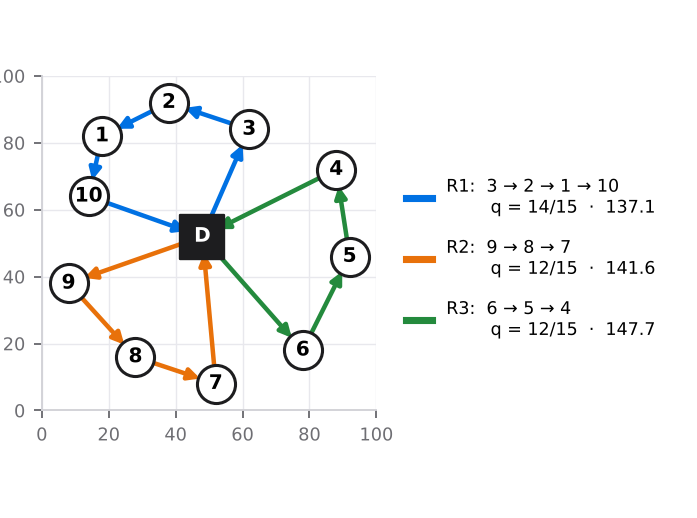 00
80
60
40
20
0
0 20 40 60 80 100
2
1
3
10
4
D
5
9
8
6
7
R1: 3 → 2 → 1 → 10
q = 14/15 · 137.1
R2: 9 → 8 → 7
q = 12/15 · 141.6
R3: 6 → 5 → 4
q = 12/15 · 147.7